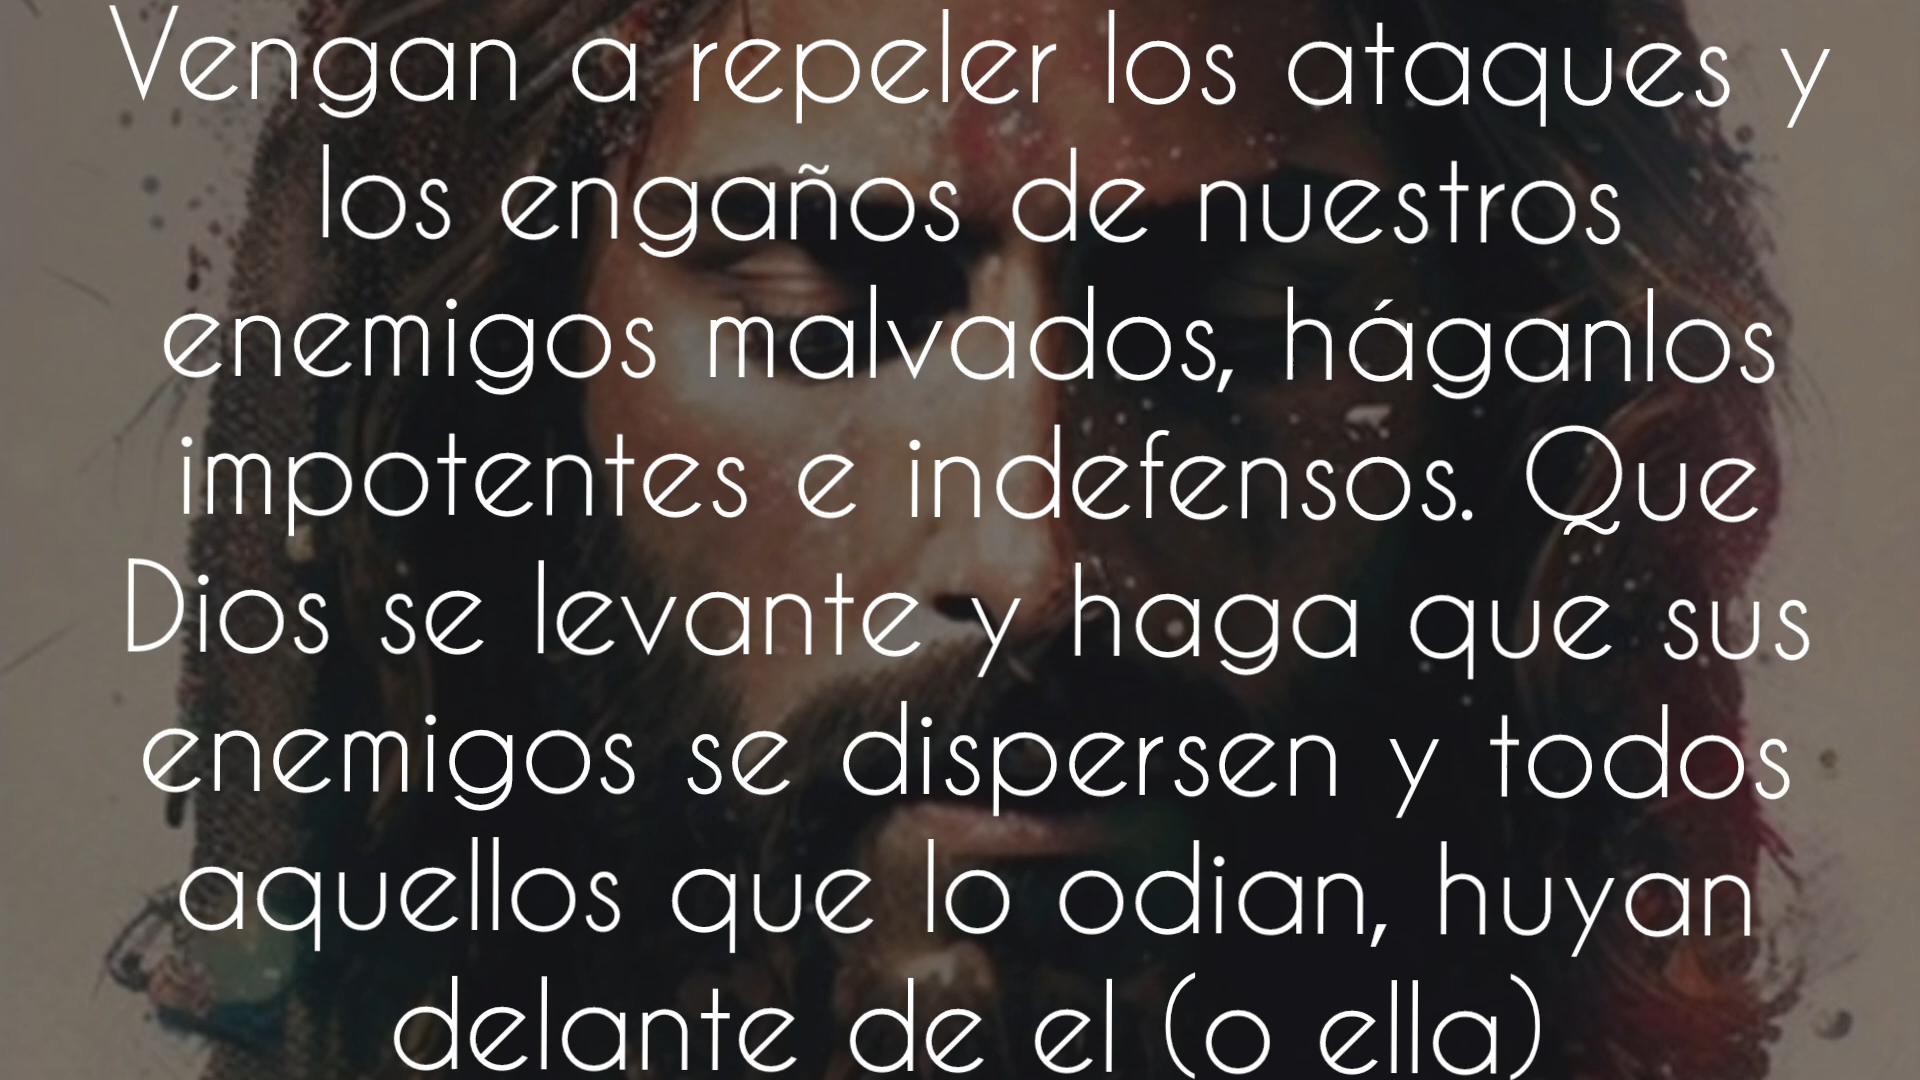 Vengan a repeler los ataques y
los engaños de nuestros
enemigos malvados, háganlos
impotentes e indefensos. Que
Dios se levante y haga que sus
enemigos se dispersen y todos
aquellos que lo odian, huyan
delante de el (o ella)